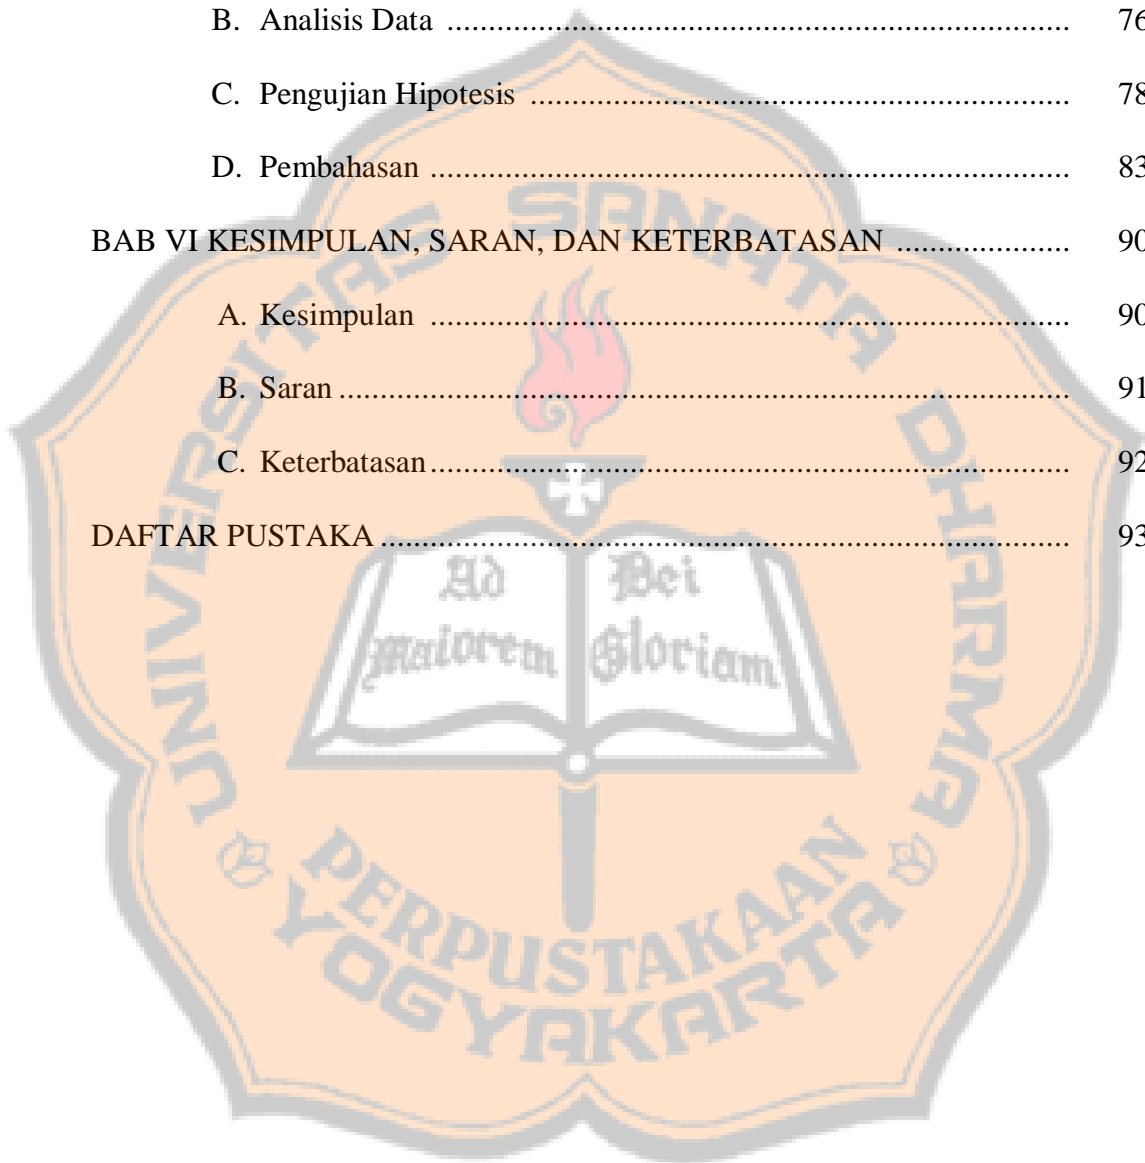 B. Analisis Data ........................................................................ 76
C. Pengujian Hipotesis ........................................................................ 78
D. Pembahasan ........................................................................ 83
BAB VI KESIMPULAN, SARAN, DAN KETERBATASAN .................. 90
A. Kesimpulan ........................................................................ 90
B. Saran ........................................................................ 91
C. Keterbatasan ........................................................................ 92
DAFTAR PUSTAKA ........................................................................ 93
UNIVERSITAS SANATA DHARMA
Ad Dei
Maiorem Gloriam
PERPUSTAKAAN
YOGYAKARTA